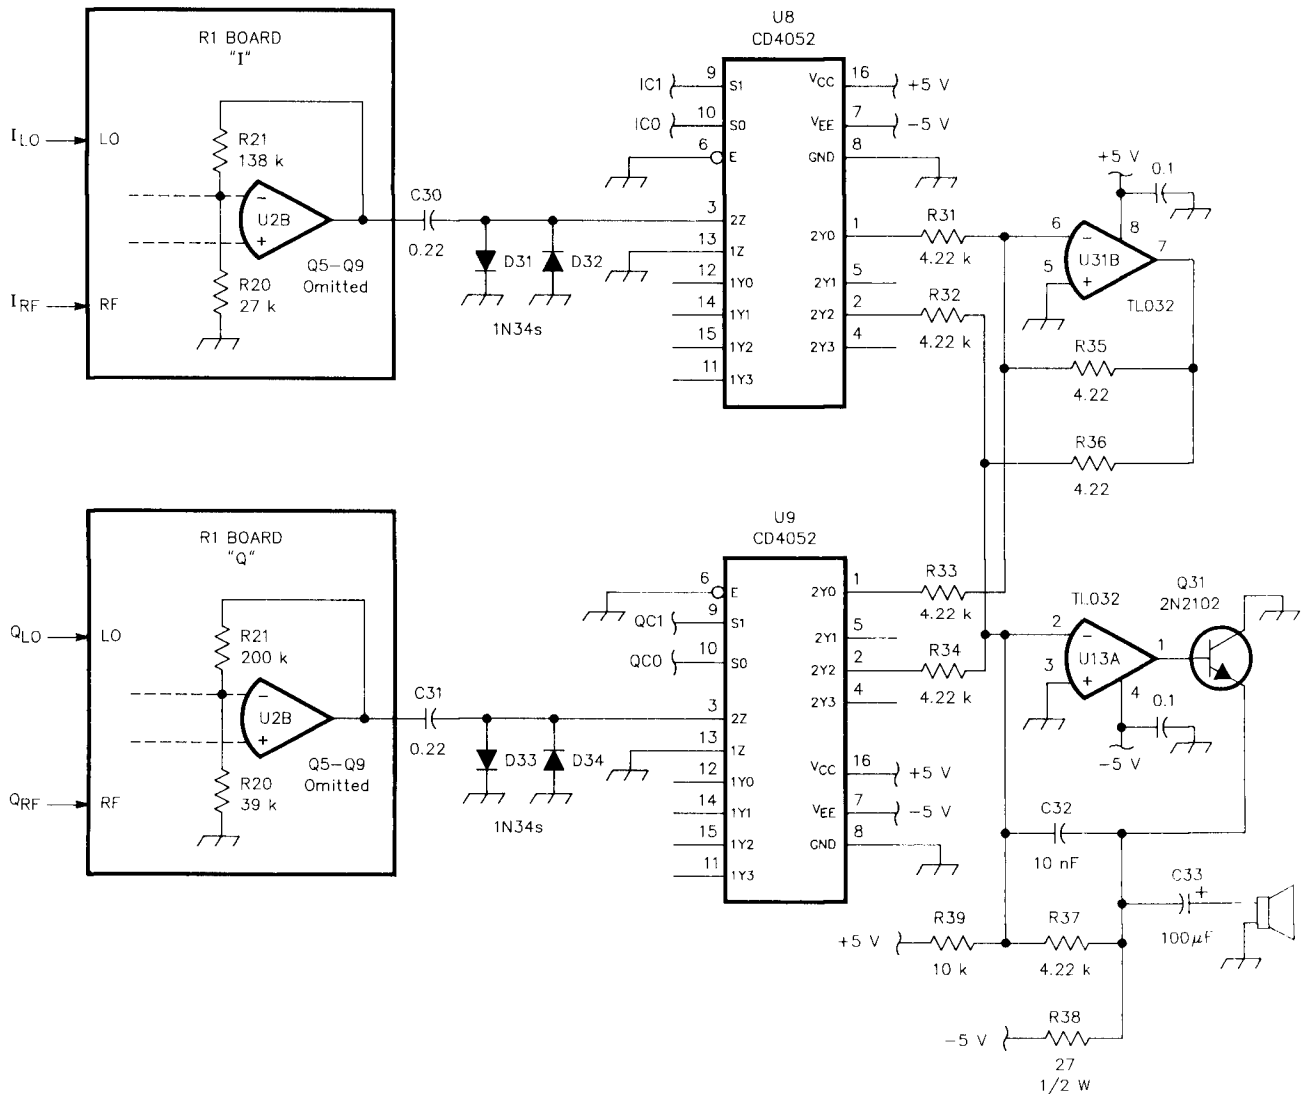 R1 BOARD
"I"
I LO
LO
R21
138 k
U2B
−
+
Q5-Q9
Omitted
R20
27 k
I RF
RF
C30
0.22
D31
D32
1N34s
U8
CD4052
IC1
9
S1
IC0
10
S0
6
E
3
2Z
13
1Z
12
1Y0
14
1Y1
15
1Y2
11
1Y3
VCC
16
+5 V
VEE
7
-5 V
GND
8
2Y0
1
2Y1
5
2Y2
2
2Y3
4
R31
4.22 k
R32
4.22 k
+5 V
0.1
8
6
−
7
U31B
5
+
TL032
R35
4.22
R36
4.22
R1 BOARD
"Q"
Q LO
LO
R21
200 k
U2B
−
+
Q5-Q9
Omitted
R20
39 k
Q RF
RF
C31
0.22
D33
D34
1N34s
U9
CD4052
6
E
QC1
9
S1
QC0
10
S0
3
2Z
13
1Z
12
1Y0
14
1Y1
15
1Y2
11
1Y3
2Y0
1
2Y1
5
2Y2
2
2Y3
4
VCC
16
+5 V
VEE
7
-5 V
GND
8
R33
4.22 k
R34
4.22 k
TL032
2
−
1
U13A
3
+
4
0.1
-5 V
Q31
2N2102
C32
10 nF
C33
+
100μF
+5 V
R39
10 k
R37
4.22 k
-5 V
R38
27
1/2 W